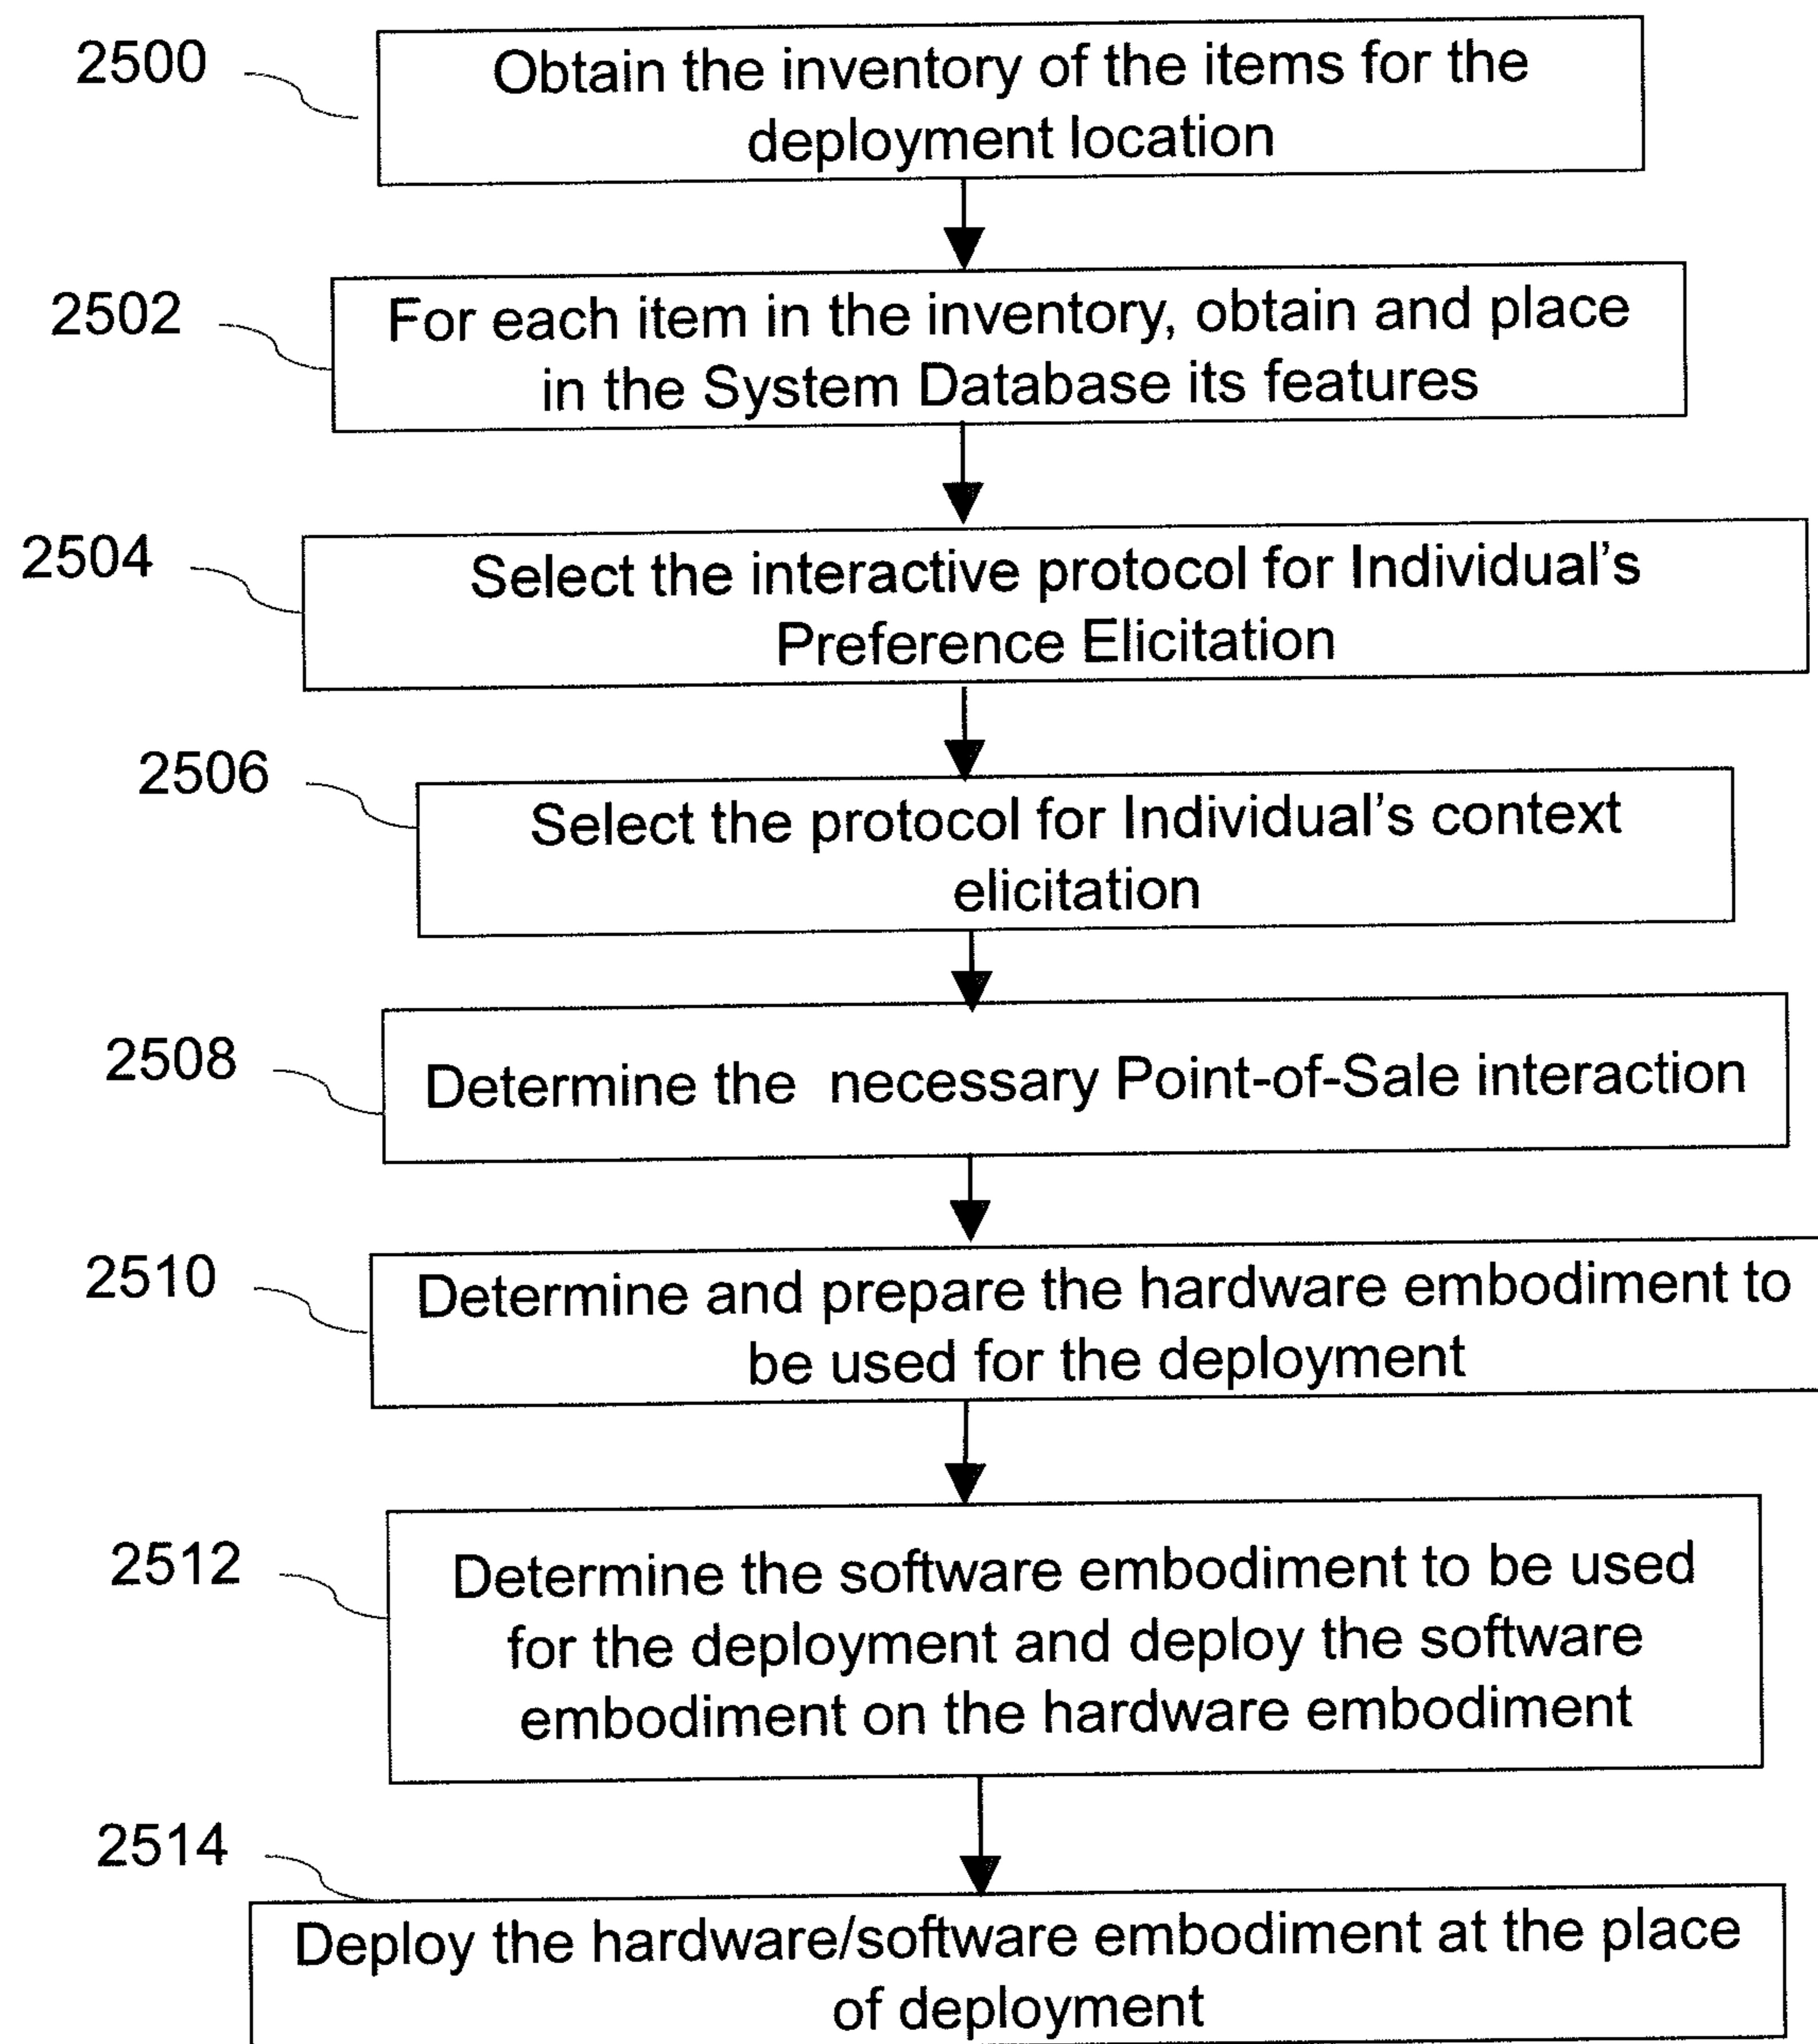 2500
Obtain the inventory of the items for the
deployment location
2502
For each item in the inventory, obtain and place
in the System Database its features
2504
Select the interactive protocol for Individual's
Preference Elicitation
2506
Select the protocol for Individual's context
elicitation
2508
Determine the necessary Point-of-Sale interaction
2510
Determine and prepare the hardware embodiment to
be used for the deployment
2512
Determine the software embodiment to be used
for the deployment and deploy the software
embodiment on the hardware embodiment
2514
Deploy the hardware/software embodiment at the place
of deployment